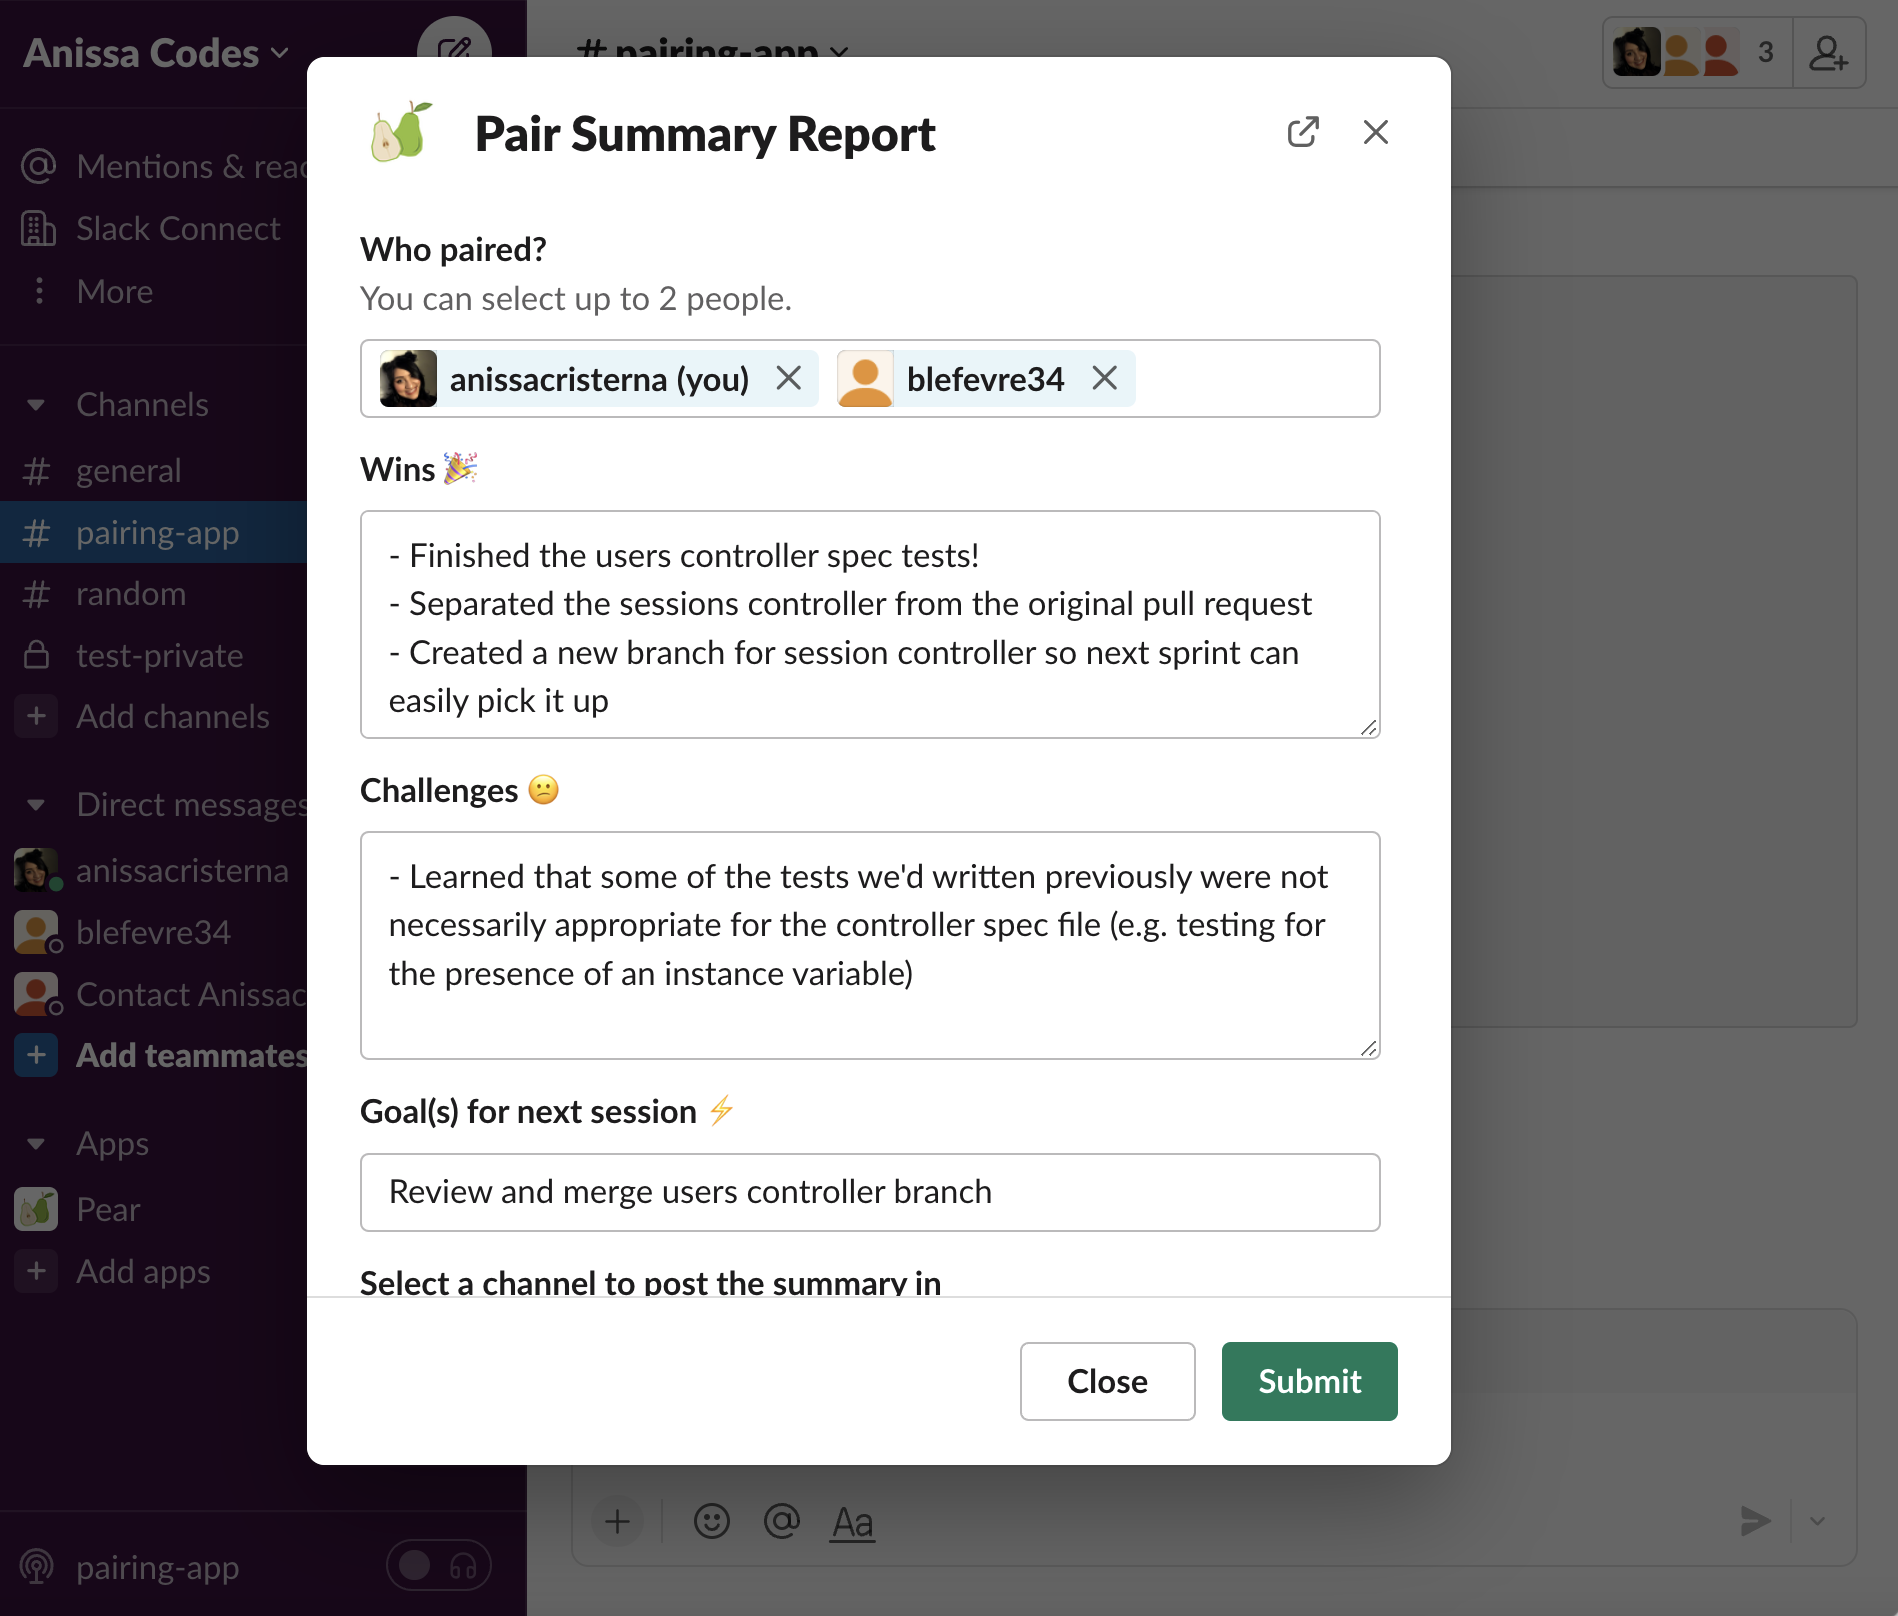 Anissa Codes
# pairing-app
3
Mentions & reac
Slack Connect
More
Channels
# general
# pairing-app
# random
test-private
+ Add channels
Direct messages
anissacristerna
blefevre34
Contact Anissac
+ Add teammates
Apps
Pear
+ Add apps
pairing-app
Pair Summary Report
Who paired?
You can select up to 2 people.
anissacristerna (you)
blefevre34
Wins
- Finished the users controller spec tests!
- Separated the sessions controller from the original pull request
- Created a new branch for session controller so next sprint can
easily pick it up
Challenges
- Learned that some of the tests we'd written previously were not
necessarily appropriate for the controller spec file (e.g. testing for
the presence of an instance variable)
Goal(s) for next session
Review and merge users controller branch
Select a channel to post the summary in
Close
Submit
Aa